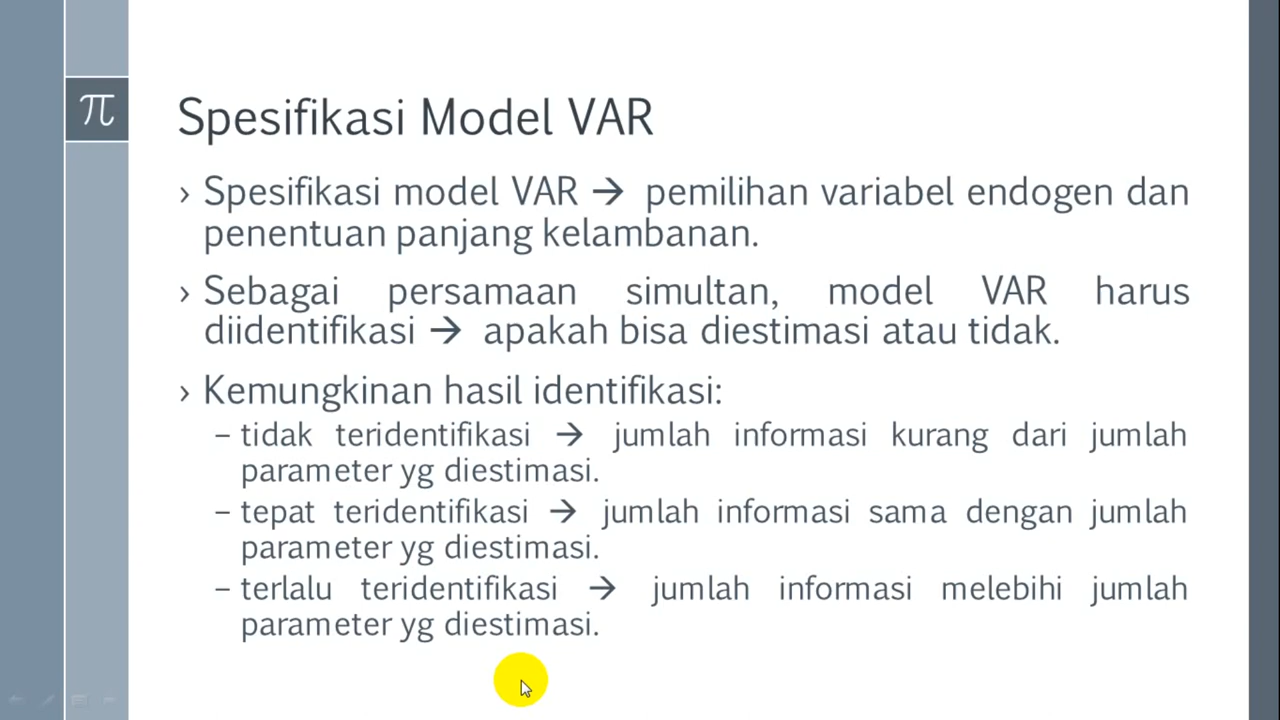 π
Spesifikasi Model VAR
› Spesifikasi model VAR → pemilihan variabel endogen dan
penentuan panjang kelambanan.
› Sebagai persamaan simultan, model VAR harus
diidentifikasi → apakah bisa diestimasi atau tidak.
› Kemungkinan hasil identifikasi:
– tidak teridentifikasi → jumlah informasi kurang dari jumlah
parameter yg diestimasi.
– tepat teridentifikasi → jumlah informasi sama dengan jumlah
parameter yg diestimasi.
– terlalu teridentifikasi → jumlah informasi melebihi jumlah
parameter yg diestimasi.